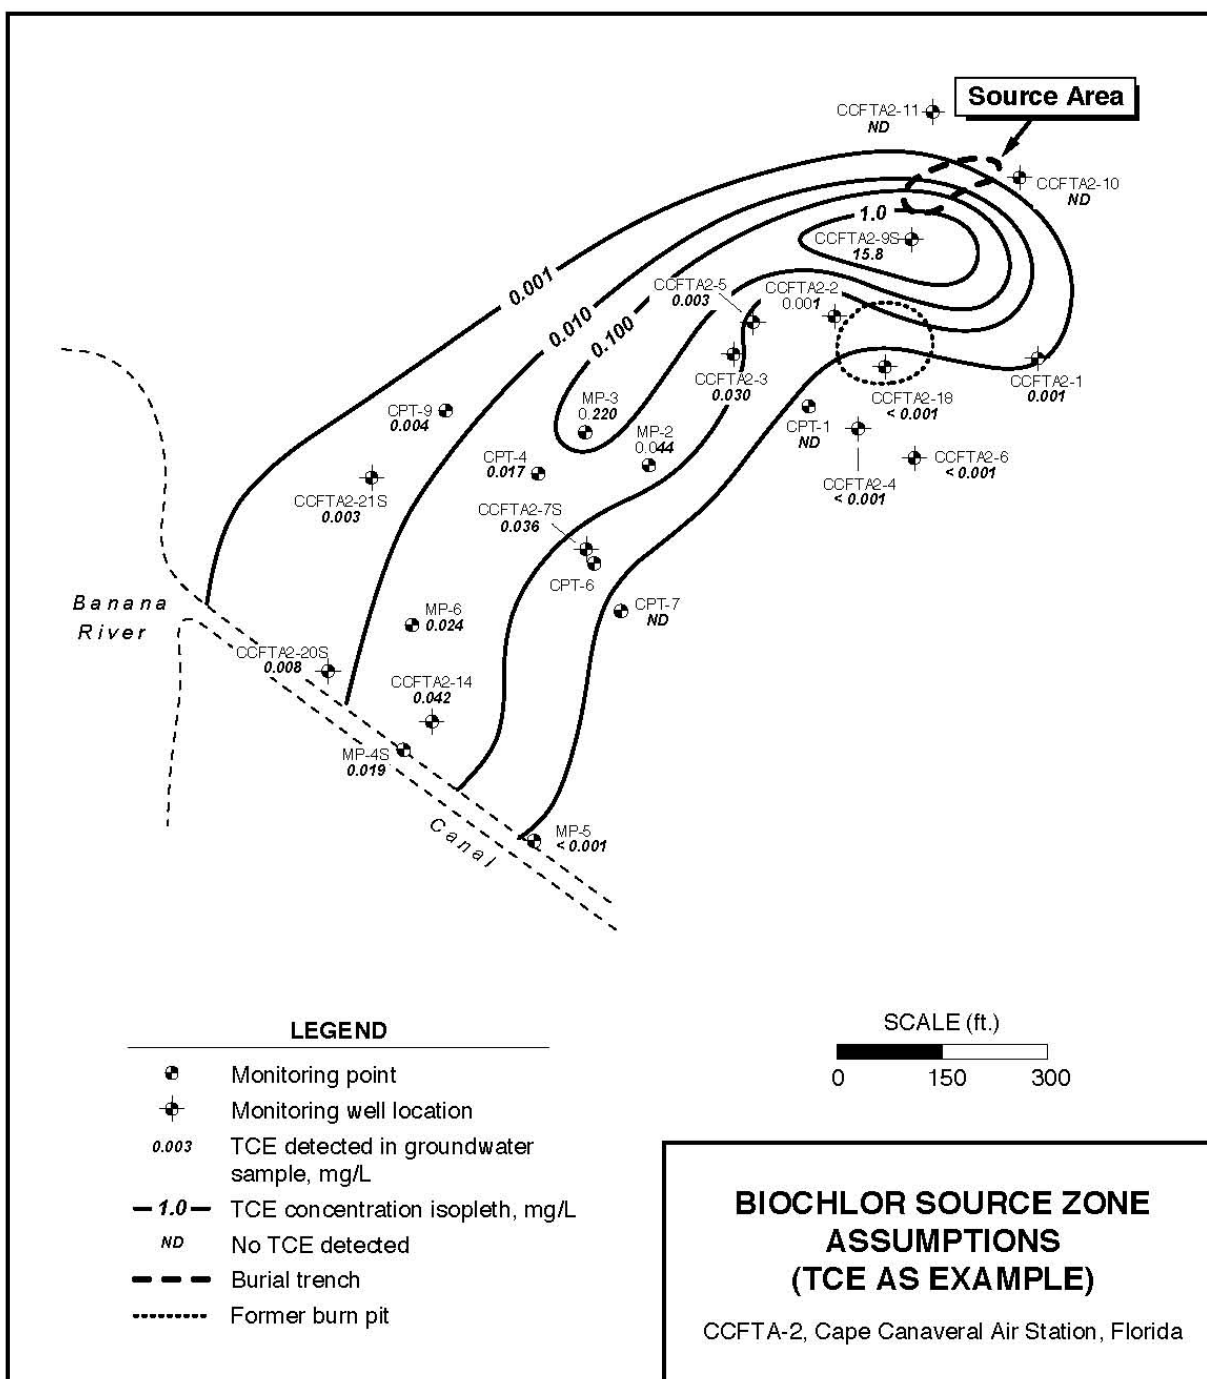 Source Area
CCFTA2-11
ND
CCFTA2-10
ND
1.0
CCFTA2-9S
15.8
0.001
CCFTA2-5
0.003
CCFTA2-2
0.001
0.010
0.100
CCFTA2-3
0.030
CCFTA2-1
0.001
CCFTA2-18
< 0.001
MP-3
0.220
CPT-9
0.004
CPT-1
ND
MP-2
0.044
CPT-4
0.017
CCFTA2-6
< 0.001
CCFTA2-4
< 0.001
CCFTA2-21S
0.003
CCFTA2-7S
0.036
CPT-6
Banana
River
MP-6
0.024
CPT-7
ND
CCFTA2-20S
0.008
CCFTA2-14
0.042
MP-4S
0.019
Canal
MP-5
< 0.001
LEGEND
Monitoring point
Monitoring well location
0.003 TCE detected in groundwater
sample, mg/L
1.0 TCE concentration isopleth, mg/L
ND No TCE detected
Burial trench
Former burn pit
SCALE (ft.)
0 150 300
BIOCHLOR SOURCE ZONE
ASSUMPTIONS
(TCE AS EXAMPLE)
CCFTA-2, Cape Canaveral Air Station, Florida